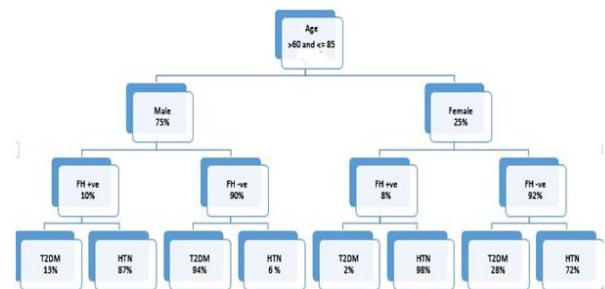 Age
>60 and <= 85
Male
75%
Female
25%
FH +ve
10%
FH -ve
90%
FH +ve
8%
FH -ve
92%
T2DM
13%
HTN
87%
T2DM
94%
HTN
6 %
T2DM
2%
HTN
98%
T2DM
28%
HTN
72%